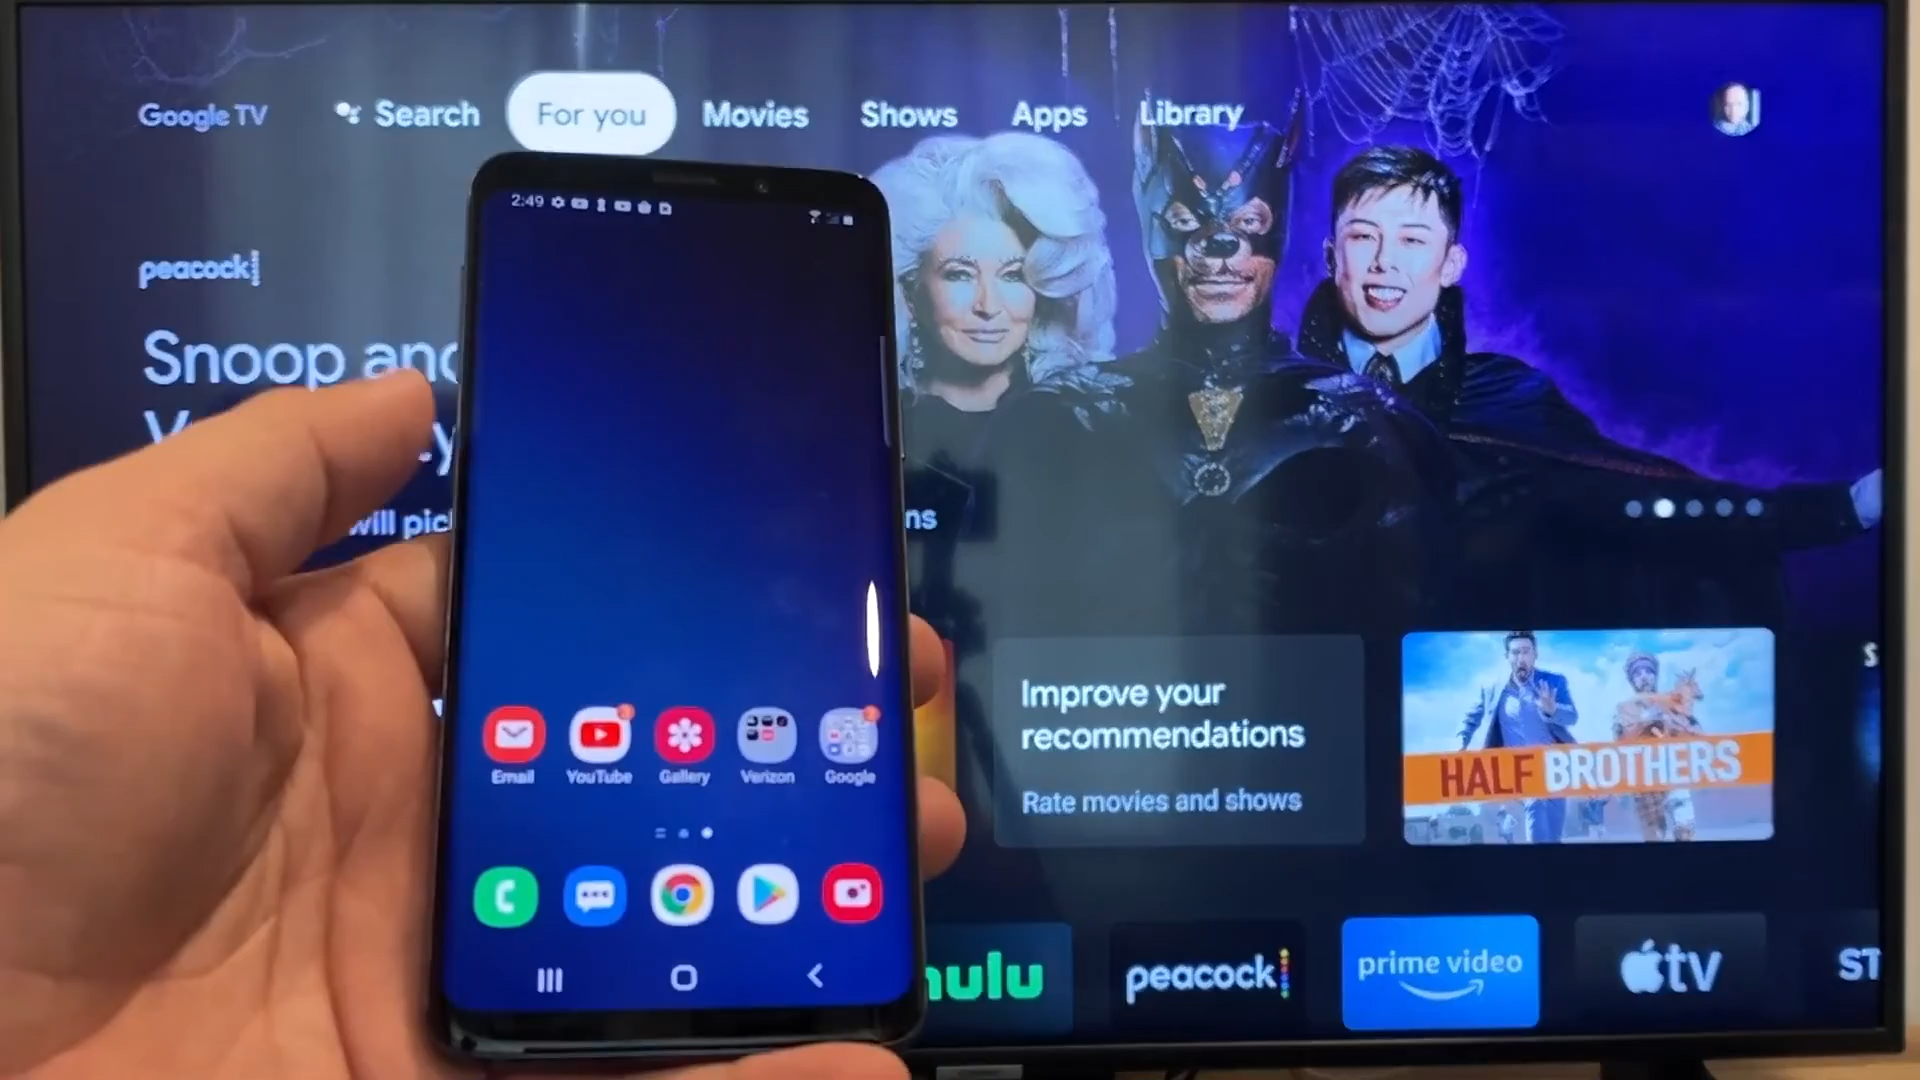 Google TV
Search
For you
Movies
Shows
Apps
Library
peacock
Snoop and
will pic
ns
2:49
Email
YouTube
Gallery
Verizon
Google
Improve your
recommendations
Rate movies and shows
HALF BROTHERS
hulu
peacock
prime video
tv
ST